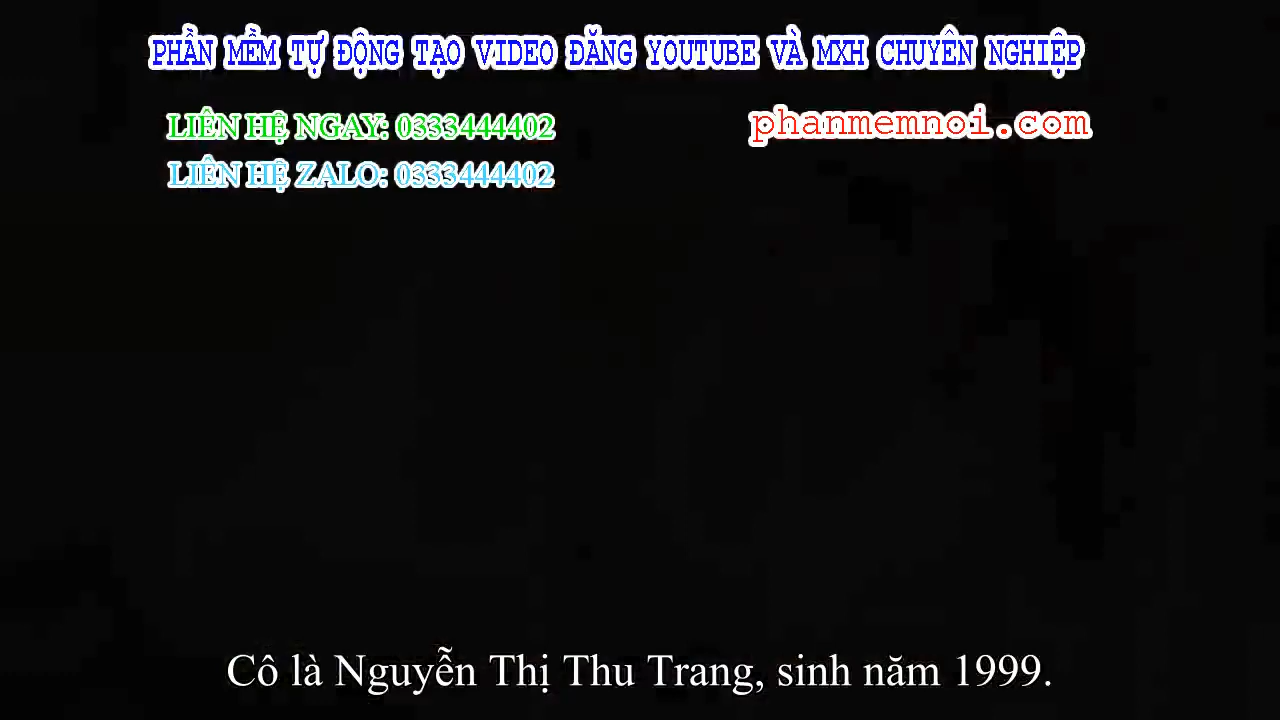 PHẦN MỀM TỰ ĐỘNG TẠO VIDEO ĐĂNG YOUTUBE VÀ MXH CHUYÊN NGHIỆP
LIÊN HỆ NGAY: 0333444402
phanmemnoi.com
LIÊN HỆ ZALO: 0333444402
Cô là Nguyễn Thị Thu Trang, sinh năm 1999.